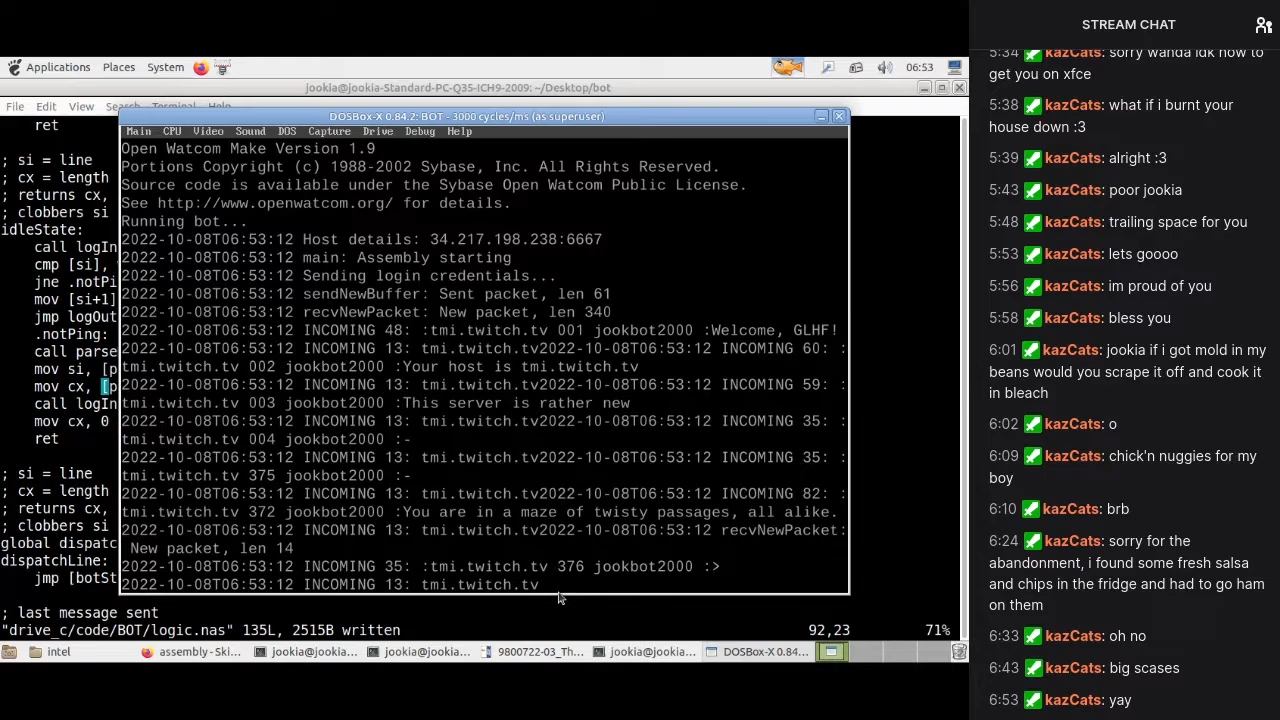 Applications Places System 06:53
jookia@jookia-Standard-PC-Q35-ICH9-2009: ~/Desktop/bot
File Edit View Search Terminal Help
ret
; si = line
; cx = length
; returns cx,
; clobbers si
idleState:
call logIn
cmp [si],
jne .notPi
mov [si+1]
jmp logOut
.notPing:
call parse
mov si, [p
mov cx, [p
call logIn
mov cx, 0
ret
; si = line
; cx = length
; returns cx,
; clobbers si
global dispatc
dispatchLine:
jmp [botSt
; last message sent
"drive_c/code/BOT/logic.nas" 135L, 2515B written 92,23 71%
DOSBox-X 0.84.2: BOT - 3000 cycles/ms (as superuser)
Main CPU Video Sound DOS Capture Drive Debug Help
Open Watcom Make Version 1.9
Portions Copyright (c) 1988-2002 Sybase, Inc. All Rights Reserved.
Source code is available under the Sybase Open Watcom Public License.
See http://www.openwatcom.org/ for details.
Running bot...
2022-10-08T06:53:12 Host details: 34.217.198.238:6667
2022-10-08T06:53:12 main: Assembly starting
2022-10-08T06:53:12 Sending login credentials...
2022-10-08T06:53:12 sendNewBuffer: Sent packet, len 61
2022-10-08T06:53:12 recvNewPacket: New packet, len 340
2022-10-08T06:53:12 INCOMING 48: :tmi.twitch.tv 001 jookbot2000 :Welcome, GLHF!
2022-10-08T06:53:12 INCOMING 13: tmi.twitch.tv2022-10-08T06:53:12 INCOMING 60: :
tmi.twitch.tv 002 jookbot2000 :Your host is tmi.twitch.tv
2022-10-08T06:53:12 INCOMING 13: tmi.twitch.tv2022-10-08T06:53:12 INCOMING 59: :
tmi.twitch.tv 003 jookbot2000 :This server is rather new
2022-10-08T06:53:12 INCOMING 13: tmi.twitch.tv2022-10-08T06:53:12 INCOMING 35: :
tmi.twitch.tv 004 jookbot2000 :-
2022-10-08T06:53:12 INCOMING 13: tmi.twitch.tv2022-10-08T06:53:12 INCOMING 35: :
tmi.twitch.tv 375 jookbot2000 :-
2022-10-08T06:53:12 INCOMING 13: tmi.twitch.tv2022-10-08T06:53:12 INCOMING 82: :
tmi.twitch.tv 372 jookbot2000 :You are in a maze of twisty passages, all alike.
2022-10-08T06:53:12 INCOMING 13: tmi.twitch.tv2022-10-08T06:53:12 recvNewPacket:
New packet, len 14
2022-10-08T06:53:12 INCOMING 35: :tmi.twitch.tv 376 jookbot2000 :>
2022-10-08T06:53:12 INCOMING 13: tmi.twitch.tv
intel assembly - Ski... jookia@jookia... jookia@jookia... 9800722-03_Th... jookia@jookia... DOSBox-X 0.84...
STREAM CHAT
5:34 kazCats: sorry wanda idk how to
get you on xfce
5:38 kazCats: what if i burnt your
house down :3
5:39 kazCats: alright :3
5:43 kazCats: poor jookia
5:48 kazCats: trailing space for you
5:53 kazCats: lets goooo
5:56 kazCats: im proud of you
5:58 kazCats: bless you
6:01 kazCats: jookia if i got mold in my
beans would you scrape it off and cook it
in bleach
6:02 kazCats: o
6:09 kazCats: chick'n nuggies for my
boy
6:10 kazCats: brb
6:24 kazCats: sorry for the
abandonment, i found some fresh salsa
and chips in the fridge and had to go ham
on them
6:33 kazCats: oh no
6:43 kazCats: big scases
6:53 kazCats: yay